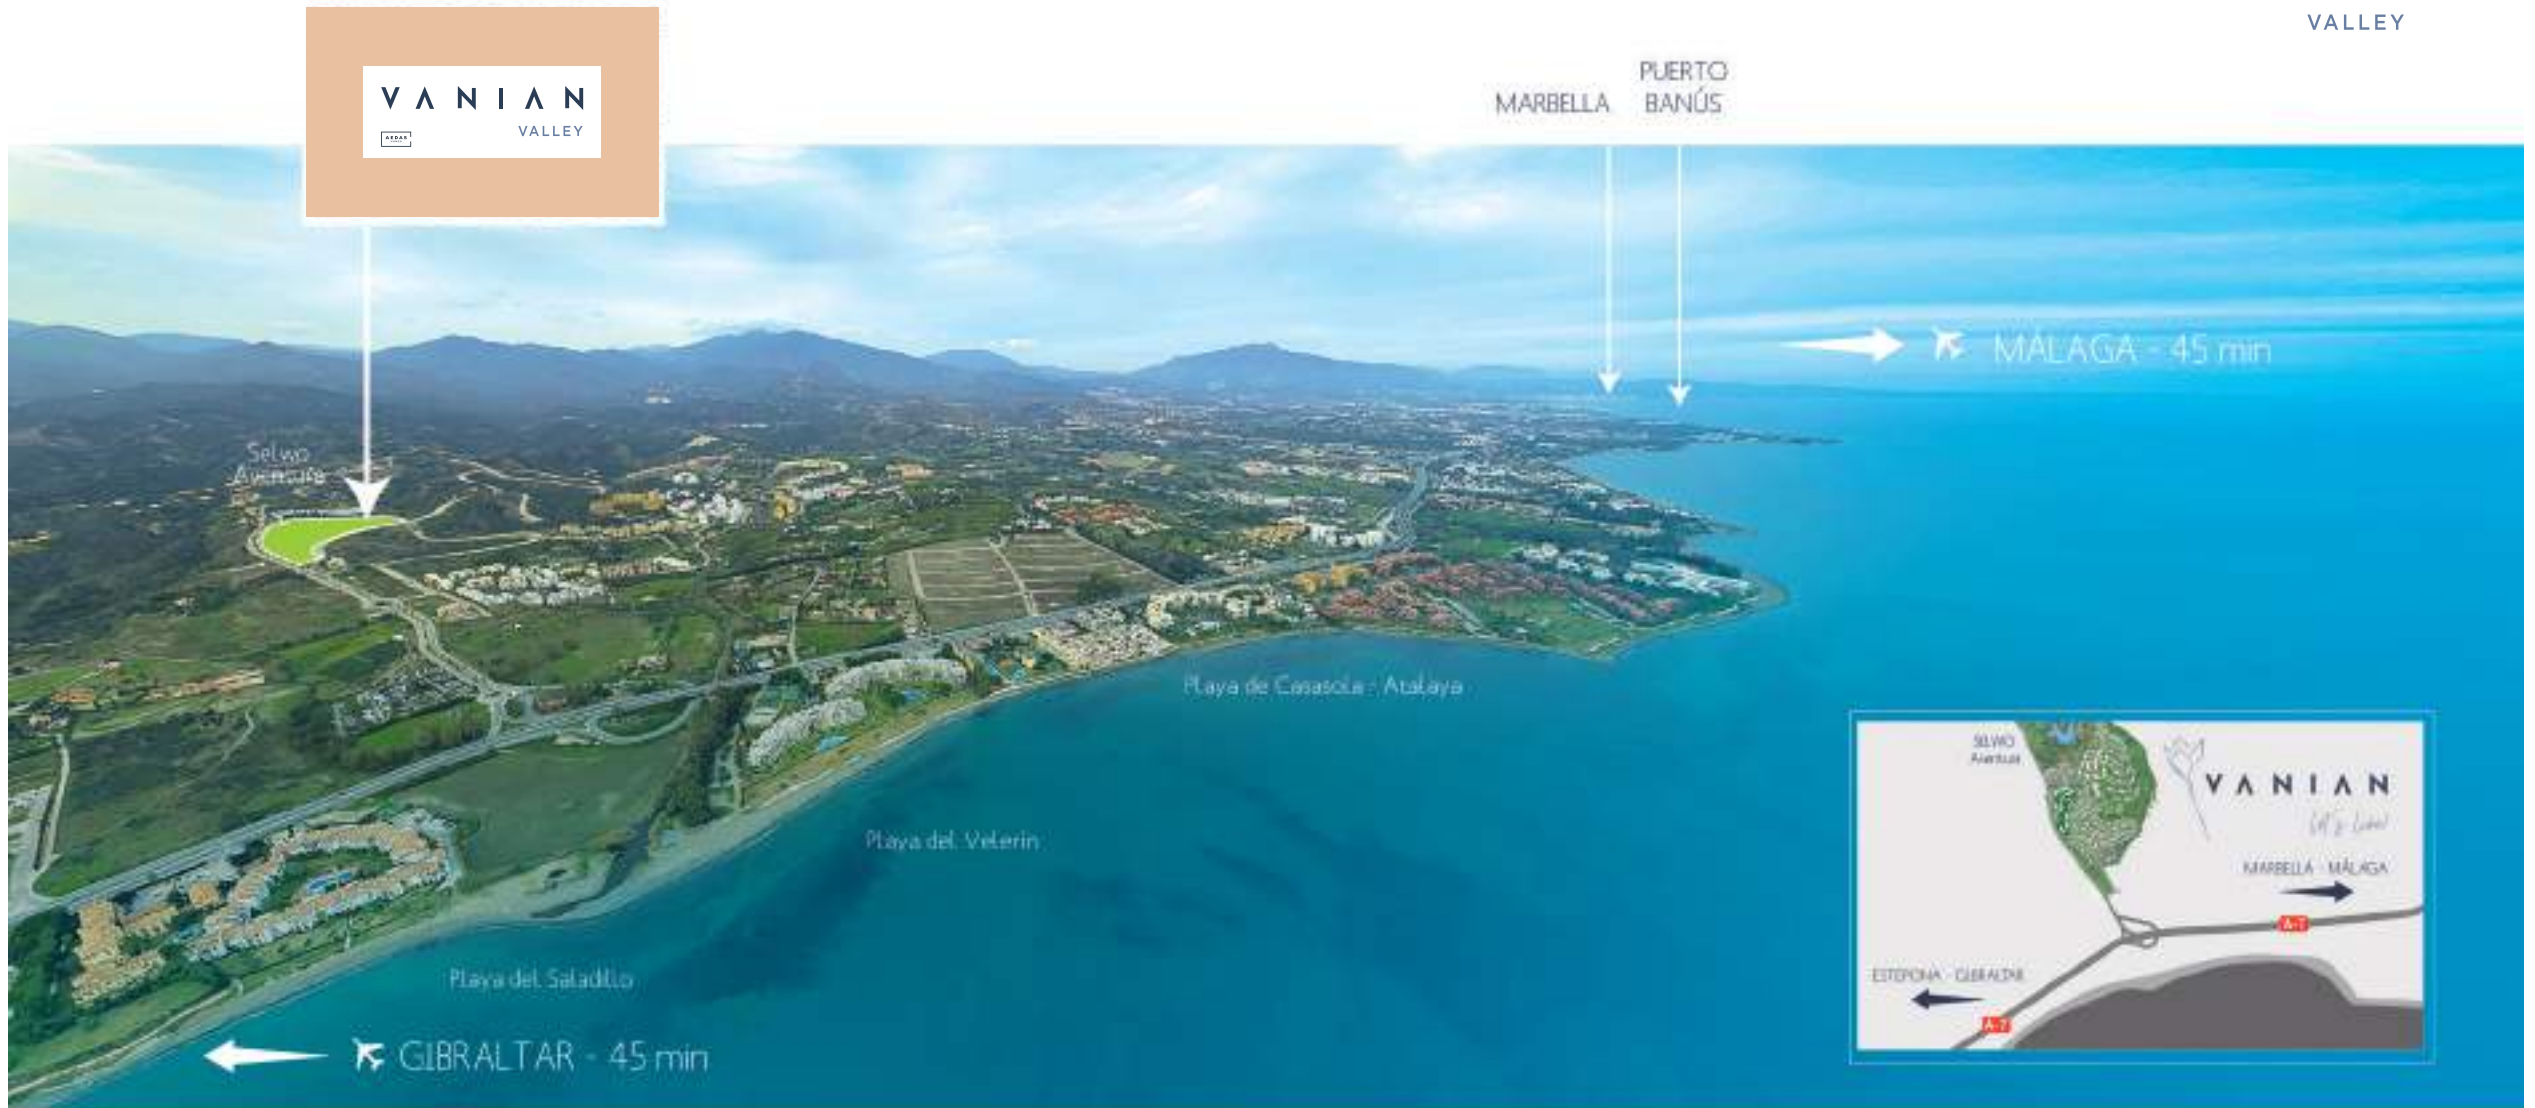 VALLEY
VANIAN
VALLEY
AEDAS
MARBELLA
PUERTO
BANÚS
MÁLAGA - 45 min
Selwo
Aventura
Playa de Casasola - Atalaya
Playa del Velerín
Playa del Saladillo
GIBRALTAR - 45 min
SELWO
Aventura
VANIAN
MARBELLA - MÁLAGA
A-7
ESTEPONA - GIBRALTAR
A-7